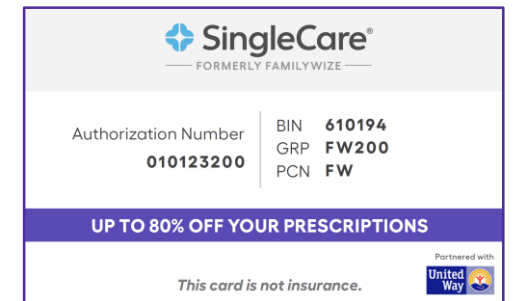 SingleCare®
FORMERLY FAMILYWIZE
Authorization Number
010123200
BIN 610194
GRP FW200
PCN FW
UP TO 80% OFF YOUR PRESCRIPTIONS
This card is not insurance.
Partnered with
United
Way